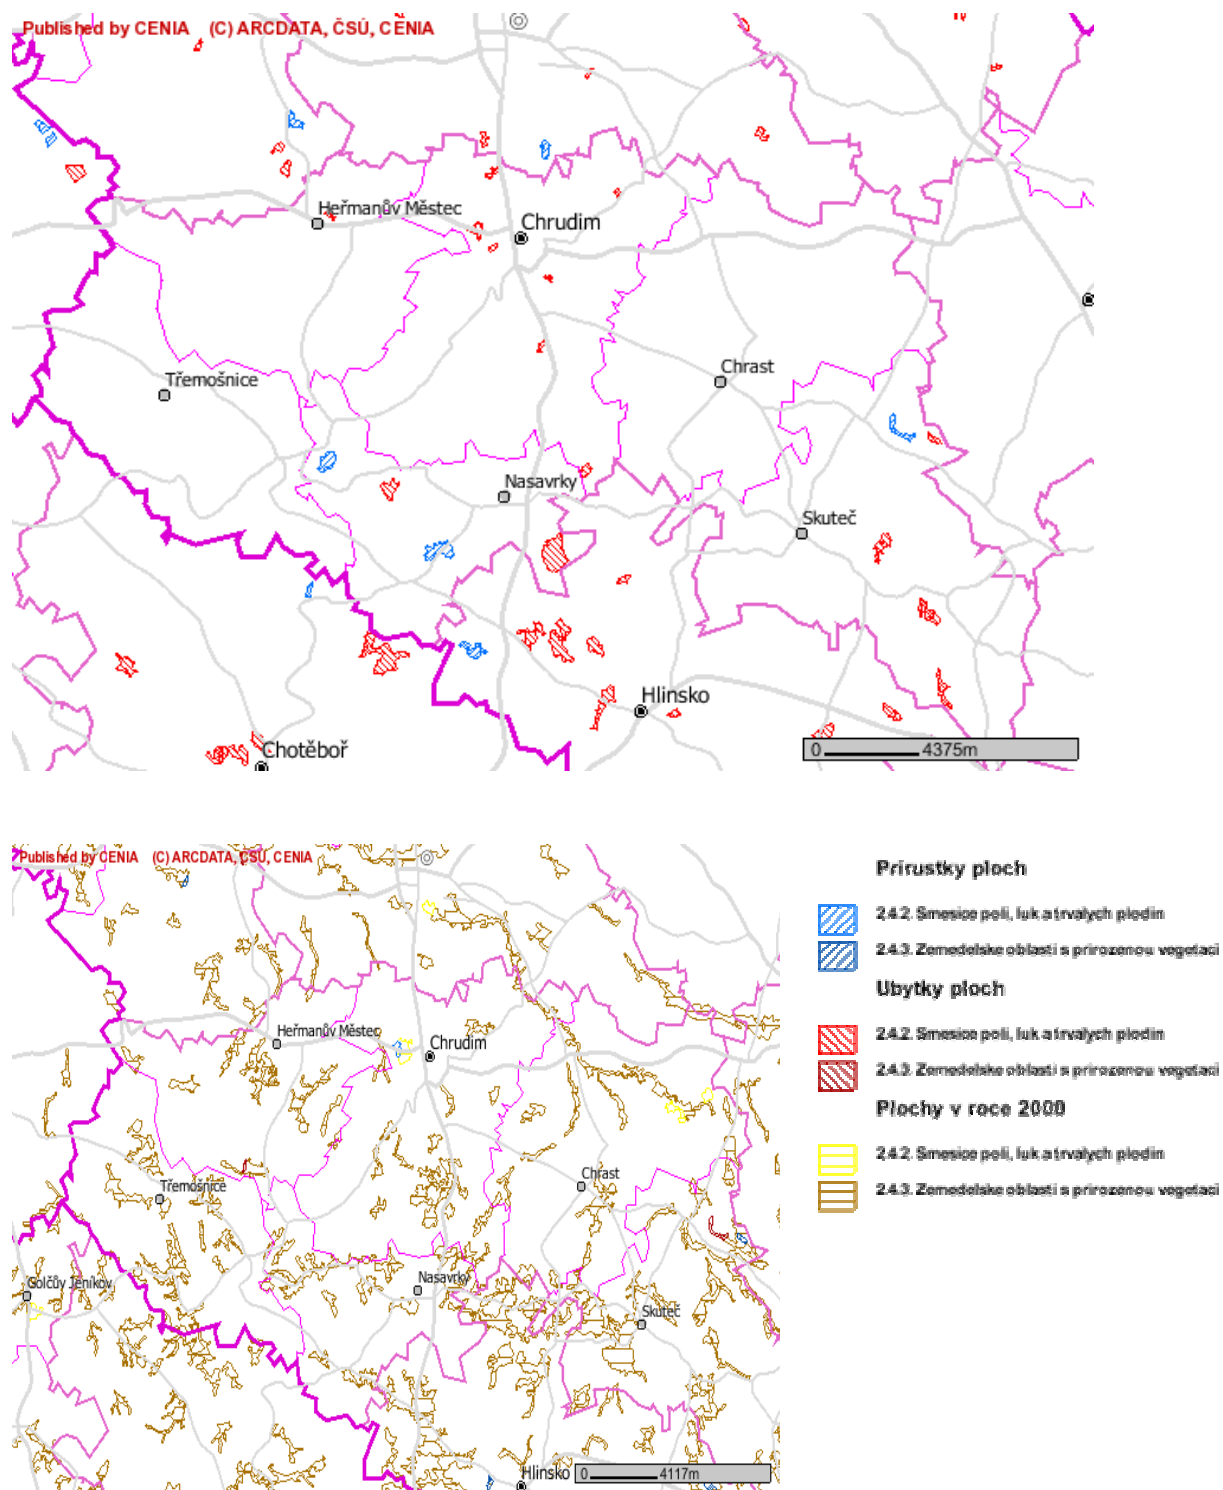 Published by CENIA (C) ARCDATA, ČSÚ, CENIA
Heřmanův Městec
Chrudim
Třemošnice
Chrast
Nasavrky
Skuteč
Hlinsko
Chotěboř
0 4375m
Published by CENIA (C) ARCDATA, ČSÚ, CENIA
Heřmanův Městec
Chrudim
Třemošnice
Chrast
Golčův Jeníkov
Nasavrky
Skuteč
Hlinsko
0 4117m
Prirustky ploch
2.4.2. Smesice poli, luk a trvalych plodin
2.4.3. Zemedelske oblasti s prirozenou vegetaci
Ubytky ploch
2.4.2. Smesice poli, luk a trvalych plodin
2.4.3. Zemedelske oblasti s prirozenou vegetaci
Plochy v roce 2000
2.4.2. Smesice poli, luk a trvalych plodin
2.4.3. Zemedelske oblasti s prirozenou vegetaci